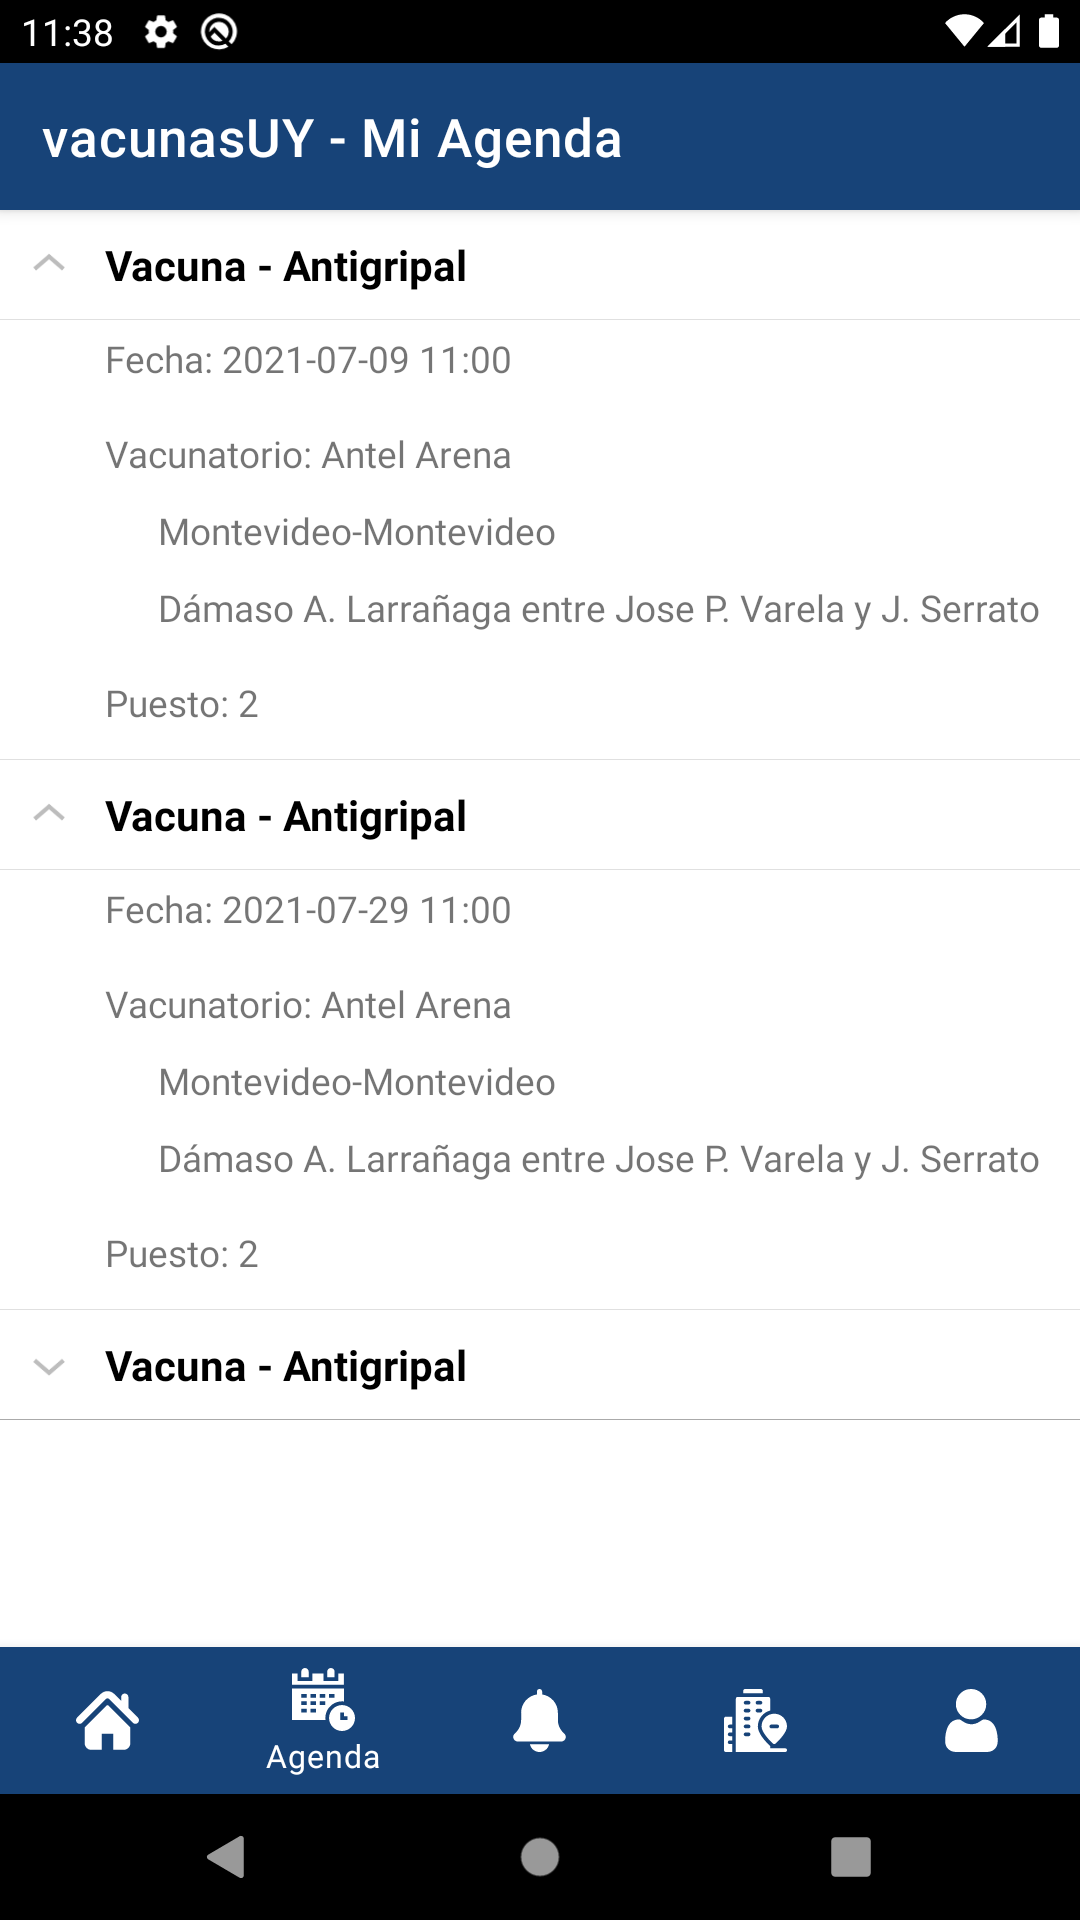 11:38
vacunasUY - Mi Agenda
Vacuna - Antigripal
Fecha: 2021-07-09 11:00
Vacunatorio: Antel Arena
Montevideo-Montevideo
Dámaso A. Larrañaga entre Jose P. Varela y J. Serrato
Puesto: 2
Vacuna - Antigripal
Fecha: 2021-07-29 11:00
Vacunatorio: Antel Arena
Montevideo-Montevideo
Dámaso A. Larrañaga entre Jose P. Varela y J. Serrato
Puesto: 2
Vacuna - Antigripal
Agenda